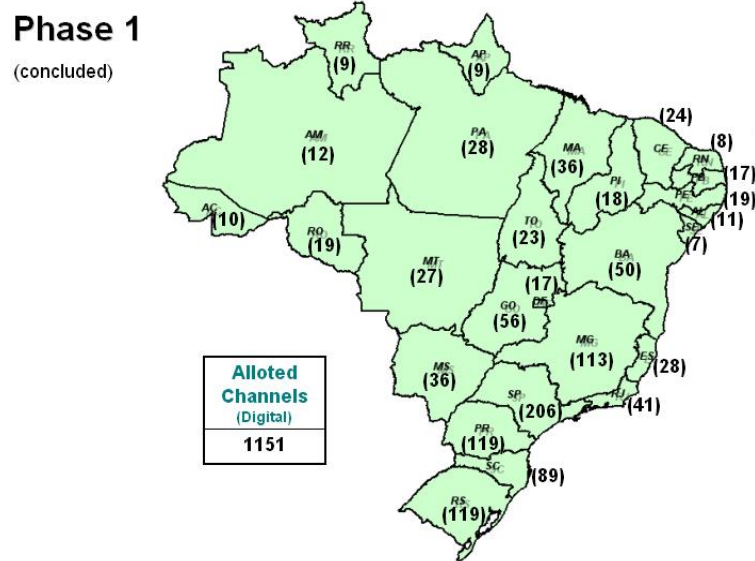 Phase 1
(concluded)
RR
(9)
AP
(9)
(24)
AM
(12)
PA
(28)
MA
(36)
CE
(8)
RN
PB
(17)
PI
(18)
PE
(19)
AL
(11)
SE
(7)
AC
(10)
RO
(19)
TO
(23)
MT
(27)
BA
(50)
(17)
DF
GO
(56)
MG
(113)
ES
(28)
MS
(36)
SP
(206)
RJ
(41)
PR
(119)
SC
(89)
RS
(119)
Alloted
Channels
(Digital)
1151